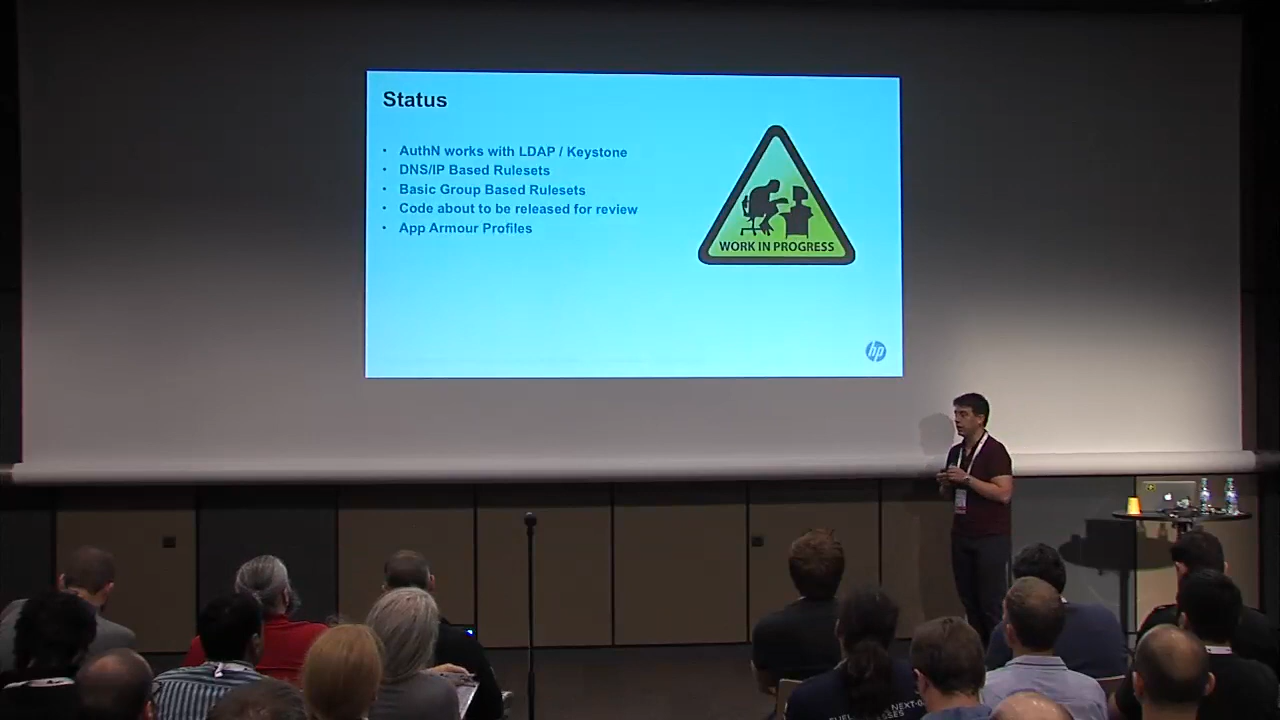 Status
• AuthN works with LDAP / Keystone
• DNS/IP Based Rulesets
• Basic Group Based Rulesets
• Code about to be released for review
• App Armour Profiles
WORK IN PROGRESS
hp